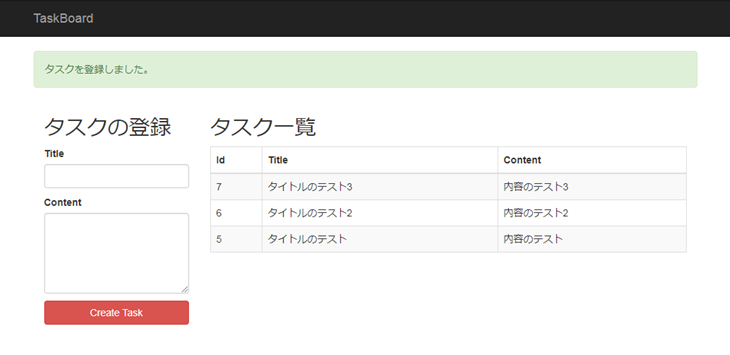 TaskBoard
タスクを登録しました。
タスクの登録
Title
Content
Create Task
タスク一覧
Id Title Content
7 タイトルのテスト3 内容のテスト3
6 タイトルのテスト2 内容のテスト2
5 タイトルのテスト 内容のテスト